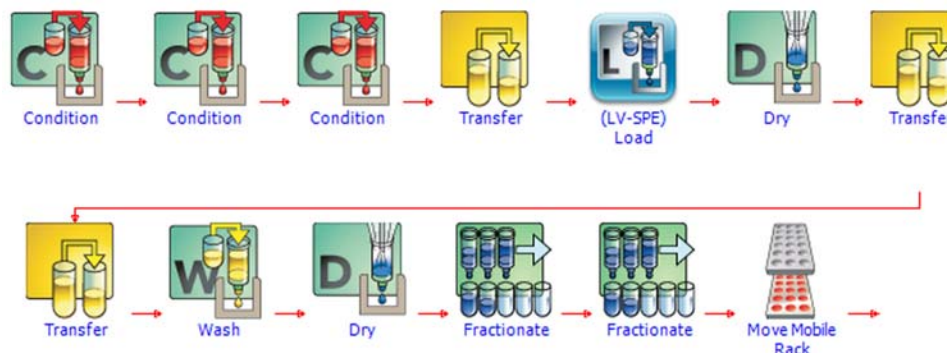 C C C L D
Condition Condition Condition Transfer (LV-SPE) Dry Transfer
Load
W D
Transfer Wash Dry Fractionate Fractionate Move Mobile
Rack